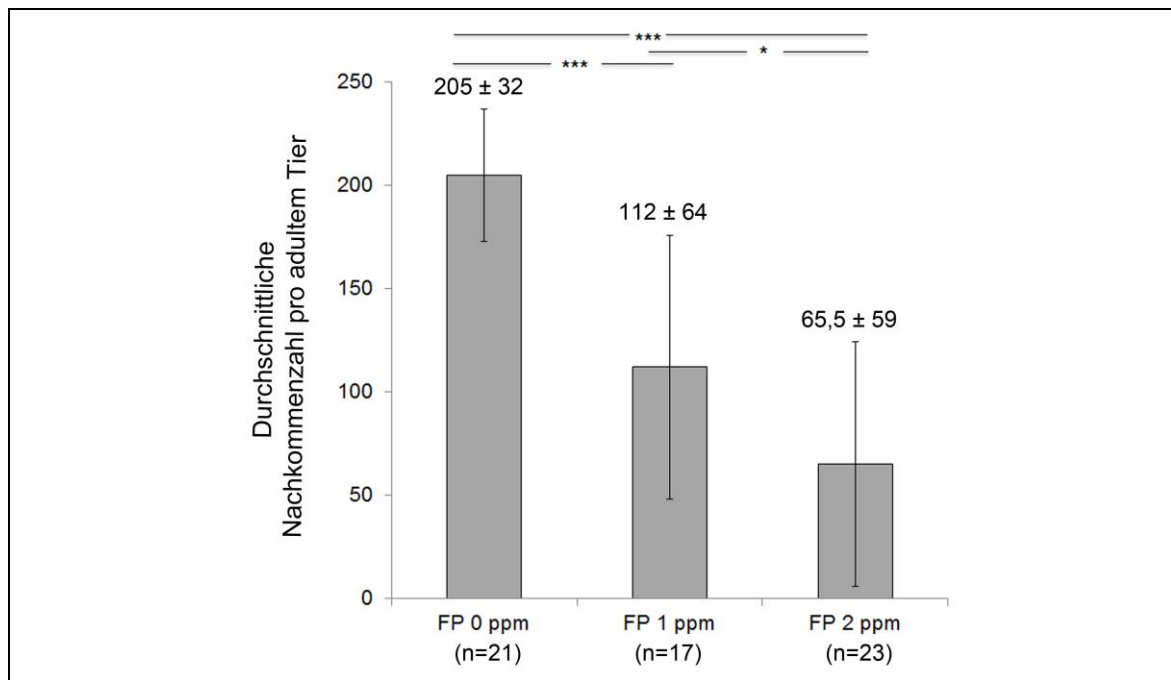 ***
*
***
250
200
150
100
50
0
205 ± 32
112 ± 64
65,5 ± 59
Durchschnittliche
Nachkommenzahl pro adultem Tier
FP 0 ppm
(n=21)
FP 1 ppm
(n=17)
FP 2 ppm
(n=23)